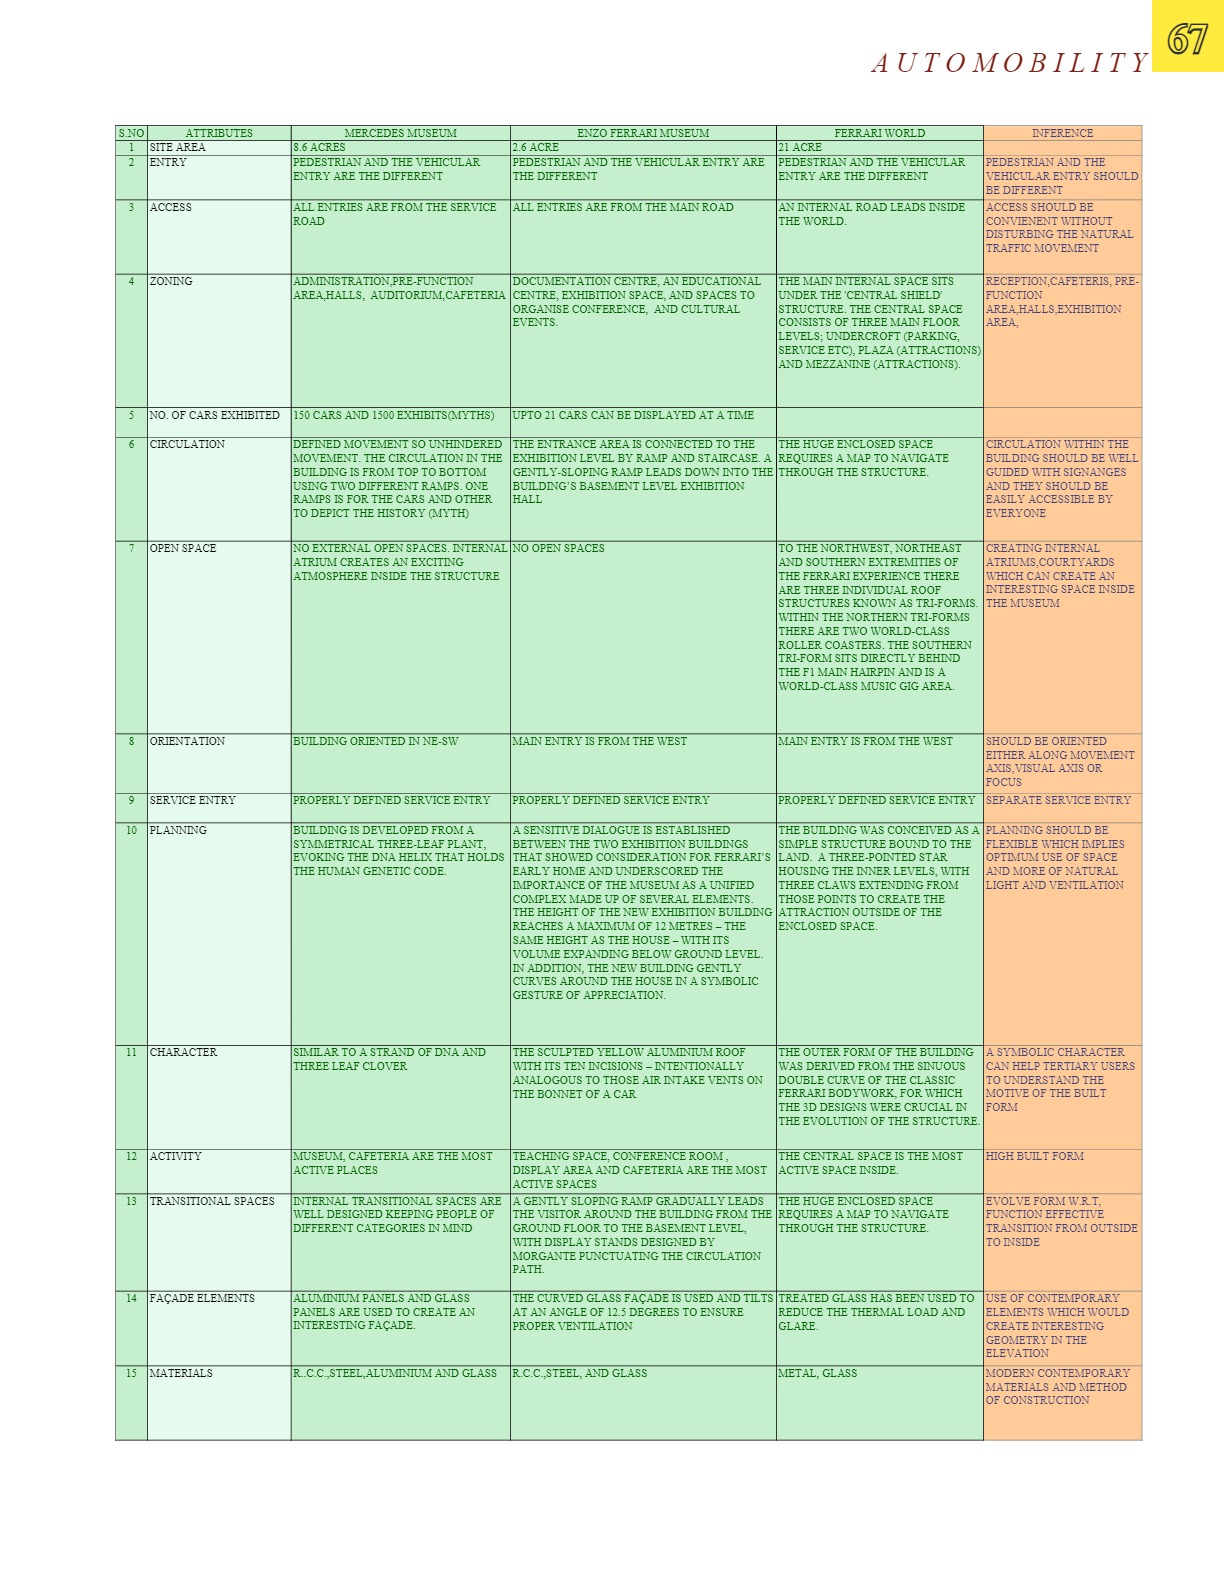 67
AUTOMOBILITY
S.NO ATTRIBUTES MERCEDES MUSEUM ENZO FERRARI MUSEUM FERRARI WORLD INFERENCE
1 SITE AREA 8.6 ACRES 2.6 ACRE 21 ACRE
2 ENTRY
PEDESTRIAN AND THE VEHICULAR
ENTRY ARE THE DIFFERENT
PEDESTRIAN AND THE VEHICULAR ENTRY ARE
THE DIFFERENT
PEDESTRIAN AND THE VEHICULAR
ENTRY ARE THE DIFFERENT
PEDESTRIAN AND THE
VEHICULAR ENTRY SHOULD
BE DIFFERENT
3 ACCESS
ALL ENTRIES ARE FROM THE SERVICE
ROAD
ALL ENTRIES ARE FROM THE MAIN ROAD
AN INTERNAL ROAD LEADS INSIDE
THE WORLD.
ACCESS SHOULD BE
CONVIENENT WITHOUT
DISTURBING THE NATURAL
TRAFFIC MOVEMENT
4 ZONING
ADMINISTRATION,PRE-FUNCTION
AREA,HALLS, AUDITORIUM,CAFETERIA
DOCUMENTATION CENTRE, AN EDUCATIONAL
CENTRE, EXHIBITION SPACE, AND SPACES TO
ORGANISE CONFERENCE, AND CULTURAL
EVENTS.
THE MAIN INTERNAL SPACE SITS
UNDER THE 'CENTRAL SHIELD'
STRUCTURE. THE CENTRAL SPACE
CONSISTS OF THREE MAIN FLOOR
LEVELS; UNDERCROFT (PARKING,
SERVICE ETC), PLAZA (ATTRACTIONS)
AND MEZZANINE (ATTRACTIONS).
RECEPTION,CAFETERIS, PRE-
FUNCTION
AREA,HALLS,EXHIBITION
AREA,
5 NO. OF CARS EXHIBITED 150 CARS AND 1500 EXHIBITS(MYTHS) UPTO 21 CARS CAN BE DISPLAYED AT A TIME
6 CIRCULATION
DEFINED MOVEMENT SO UNHINDERED
MOVEMENT. THE CIRCULATION IN THE
BUILDING IS FROM TOP TO BOTTOM
USING TWO DIFFERENT RAMPS. ONE
RAMPS IS FOR THE CARS AND OTHER
TO DEPICT THE HISTORY (MYTH)
THE ENTRANCE AREA IS CONNECTED TO THE
EXHIBITION LEVEL BY RAMP AND STAIRCASE. A
GENTLY-SLOPING RAMP LEADS DOWN INTO THE
BUILDING'S BASEMENT LEVEL EXHIBITION
HALL
THE HUGE ENCLOSED SPACE
REQUIRES A MAP TO NAVIGATE
THROUGH THE STRUCTURE.
CIRCULATION WITHIN THE
BUILDING SHOULD BE WELL
GUIDED WITH SIGNANGES
AND THEY SHOULD BE
EASILY ACCESSIBLE BY
EVERYONE
7 OPEN SPACE
NO EXTERNAL OPEN SPACES. INTERNAL
ATRIUM CREATES AN EXCITING
ATMOSPHERE INSIDE THE STRUCTURE
NO OPEN SPACES
TO THE NORTHWEST, NORTHEAST
AND SOUTHERN EXTREMITIES OF
THE FERRARI EXPERIENCE THERE
ARE THREE INDIVIDUAL ROOF
STRUCTURES KNOWN AS TRI-FORMS.
WITHIN THE NORTHERN TRI-FORMS
THERE ARE TWO WORLD-CLASS
ROLLER COASTERS. THE SOUTHERN
TRI-FORM SITS DIRECTLY BEHIND
THE F1 MAIN HAIRPIN AND IS A
WORLD-CLASS MUSIC GIG AREA.
CREATING INTERNAL
ATRIUMS,COURTYARDS
WHICH CAN CREATE AN
INTERESTING SPACE INSIDE
THE MUSEUM
8 ORIENTATION
BUILDING ORIENTED IN NE-SW
MAIN ENTRY IS FROM THE WEST
MAIN ENTRY IS FROM THE WEST
SHOULD BE ORIENTED
EITHER ALONG MOVEMENT
AXIS,VISUAL AXIS OR
FOCUS
9 SERVICE ENTRY PROPERLY DEFINED SERVICE ENTRY PROPERLY DEFINED SERVICE ENTRY PROPERLY DEFINED SERVICE ENTRY SEPARATE SERVICE ENTRY
10 PLANNING
BUILDING IS DEVELOPED FROM A
SYMMETRICAL THREE-LEAF PLANT,
EVOKING THE DNA HELIX THAT HOLDS
THE HUMAN GENETIC CODE.
A SENSITIVE DIALOGUE IS ESTABLISHED
BETWEEN THE TWO EXHIBITION BUILDINGS
THAT SHOWED CONSIDERATION FOR FERRARI'S
EARLY HOME AND UNDERSCORED THE
IMPORTANCE OF THE MUSEUM AS A UNIFIED
COMPLEX MADE UP OF SEVERAL ELEMENTS.
THE HEIGHT OF THE NEW EXHIBITION BUILDING
REACHES A MAXIMUM OF 12 METRES – THE
SAME HEIGHT AS THE HOUSE – WITH ITS
VOLUME EXPANDING BELOW GROUND LEVEL.
IN ADDITION, THE NEW BUILDING GENTLY
CURVES AROUND THE HOUSE IN A SYMBOLIC
GESTURE OF APPRECIATION.
THE BUILDING WAS CONCEIVED AS A
SIMPLE STRUCTURE BOUND TO THE
LAND. A THREE-POINTED STAR
HOUSING THE INNER LEVELS, WITH
THREE CLAWS EXTENDING FROM
THOSE POINTS TO CREATE THE
ATTRACTION OUTSIDE OF THE
ENCLOSED SPACE.
PLANNING SHOULD BE
FLEXIBLE WHICH IMPLIES
OPTIMUM USE OF SPACE
AND MORE OF NATURAL
LIGHT AND VENTILATION
11 CHARACTER
SIMILAR TO A STRAND OF DNA AND
THREE LEAF CLOVER
THE SCULPTED YELLOW ALUMINIUM ROOF
WITH ITS TEN INCISIONS – INTENTIONALLY
ANALOGOUS TO THOSE AIR INTAKE VENTS ON
THE BONNET OF A CAR
THE OUTER FORM OF THE BUILDING
WAS DERIVED FROM THE SINUOUS
DOUBLE CURVE OF THE CLASSIC
FERRARI BODYWORK, FOR WHICH
THE 3D DESIGNS WERE CRUCIAL IN
THE EVOLUTION OF THE STRUCTURE.
A SYMBOLIC CHARACTER
CAN HELP TERTIARY USERS
TO UNDERSTAND THE
MOTIVE OF THE BUILT
FORM
12 ACTIVITY
MUSEUM, CAFETERIA ARE THE MOST
ACTIVE PLACES
TEACHING SPACE, CONFERENCE ROOM ,
DISPLAY AREA AND CAFETERIA ARE THE MOST
ACTIVE SPACES
THE CENTRAL SPACE IS THE MOST
ACTIVE SPACE INSIDE.
HIGH BUILT FORM
13 TRANSITIONAL SPACES
INTERNAL TRANSITIONAL SPACES ARE
WELL DESIGNED KEEPING PEOPLE OF
DIFFERENT CATEGORIES IN MIND
A GENTLY SLOPING RAMP GRADUALLY LEADS
THE VISITOR AROUND THE BUILDING FROM THE
GROUND FLOOR TO THE BASEMENT LEVEL,
WITH DISPLAY STANDS DESIGNED BY
MORGANTE PUNCTUATING THE CIRCULATION
PATH.
THE HUGE ENCLOSED SPACE
REQUIRES A MAP TO NAVIGATE
THROUGH THE STRUCTURE.
EVOLVE FORM W.R.T,
FUNCTION EFFECTIVE
TRANSITION FROM OUTSIDE
TO INSIDE
14 FAÇADE ELEMENTS
ALUMINIUM PANELS AND GLASS
PANELS ARE USED TO CREATE AN
INTERESTING FAÇADE.
THE CURVED GLASS FAÇADE IS USED AND TILTS
AT AN ANGLE OF 12.5 DEGREES TO ENSURE
PROPER VENTILATION
TREATED GLASS HAS BEEN USED TO
REDUCE THE THERMAL LOAD AND
GLARE.
USE OF CONTEMPORARY
ELEMENTS WHICH WOULD
CREATE INTERESTING
GEOMETRY IN THE
ELEVATION
15 MATERIALS
R..C.C.,STEEL,ALUMINIUM AND GLASS
R.C.C.,STEEL, AND GLASS
METAL, GLASS
MODERN CONTEMPORARY
MATERIALS AND METHOD
OF CONSTRUCTION